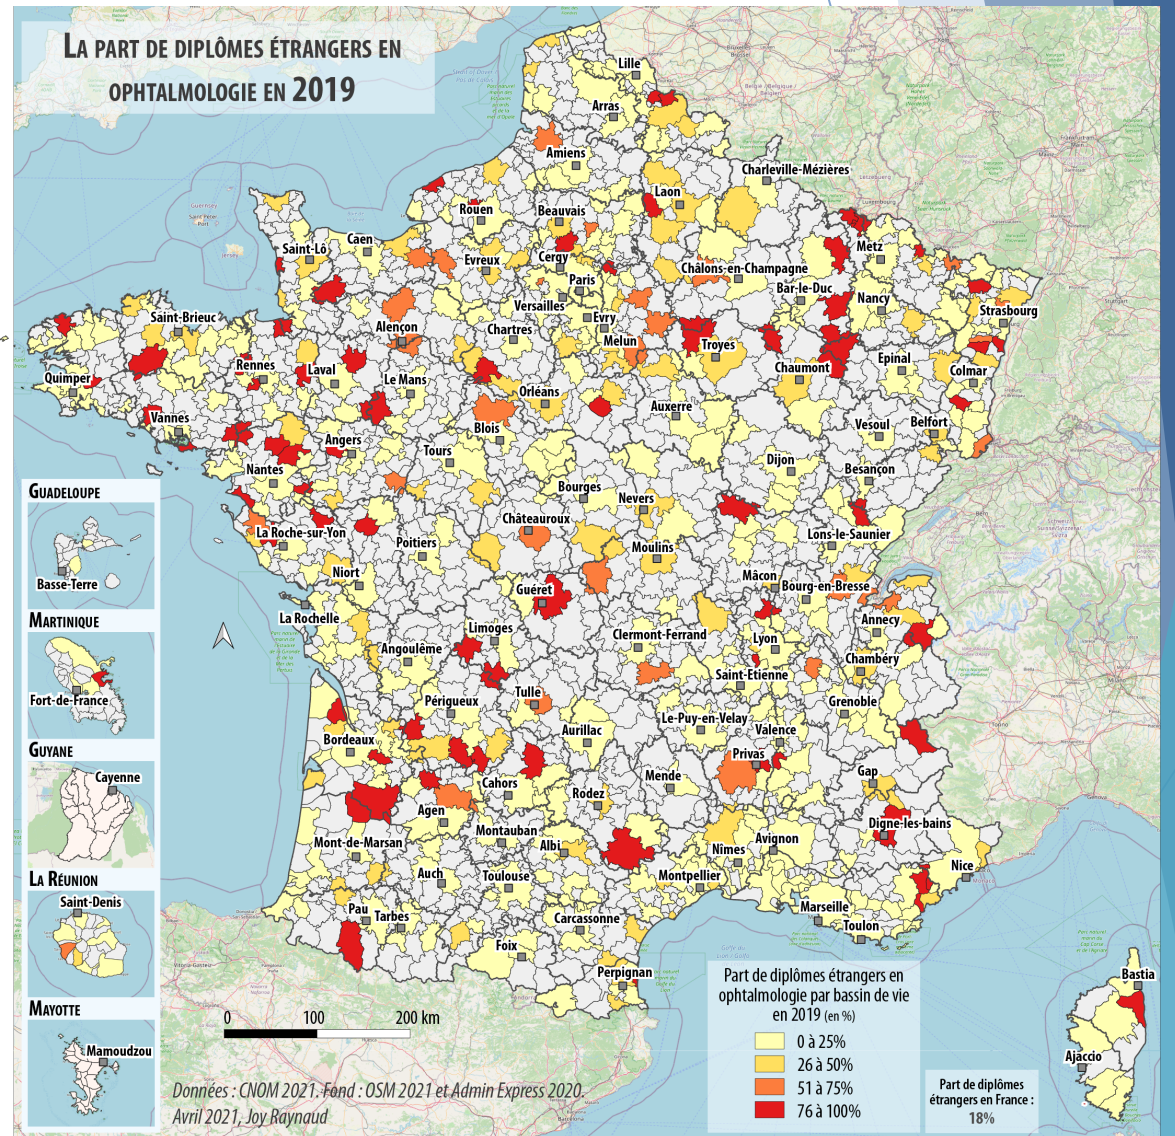 LA PART DE DIPLÔMES ÉTRANGERS EN
OPHTALMOLOGIE EN 2019
Lille
Arras
Amiens
Charleville-Mézières
Laon
Rouen
Beauvais
Caen
Saint-Lô
Evreux
Cergy
Metz
Châlons-en-Champagne
Paris
Bar-le-Duc
Versailles
Nancy
Strasbourg
Saint-Brieuc
Evry
Alençon
Chartres
Melun
Troyes
Epinal
Rennes
Laval
Chaumont
Colmar
Quimper
Le Mans
Orléans
Auxerre
Vannes
Blois
Vesoul
Belfort
Angers
Tours
Dijon
Besançon
Nantes
Bourges
Nevers
GUADELOUPE
Basse-Terre
Châteauroux
La Roche-sur-Yon
Lons-le-Saunier
Poitiers
Moulins
Niort
Guéret
Mâcon
Bourg-en-Bresse
MARTINIQUE
Fort-de-France
La Rochelle
Limoges
Clermont-Ferrand
Lyon
Annecy
Angoulême
Chambéry
Saint-Etienne
Périgueux
Tulle
Grenoble
Le-Puy-en-Velay
Bordeaux
Aurillac
Valence
Privas
GUYANE
Cayenne
Cahors
Mende
Gap
Rodez
Agen
Digne-les-bains
Montauban
Mont-de-Marsan
Albi
Avignon
Nîmes
Nice
Auch
Toulouse
Montpellier
LA RÉUNION
Saint-Denis
Marseille
Pau
Tarbes
Carcassonne
Toulon
Foix
Perpignan
Bastia
Ajaccio
MAYOTTE
Mamoudzou
0 100 200 km
Données : CNOM 2021. Fond : OSM 2021 et Admin Express 2020.
Avril 2021, Joy Raynaud
Part de diplômes étrangers en
ophtalmologie par bassin de vie
en 2019 (en %)
0 à 25%
26 à 50%
51 à 75%
76 à 100%
Part de diplômes
étrangers en France :
18%